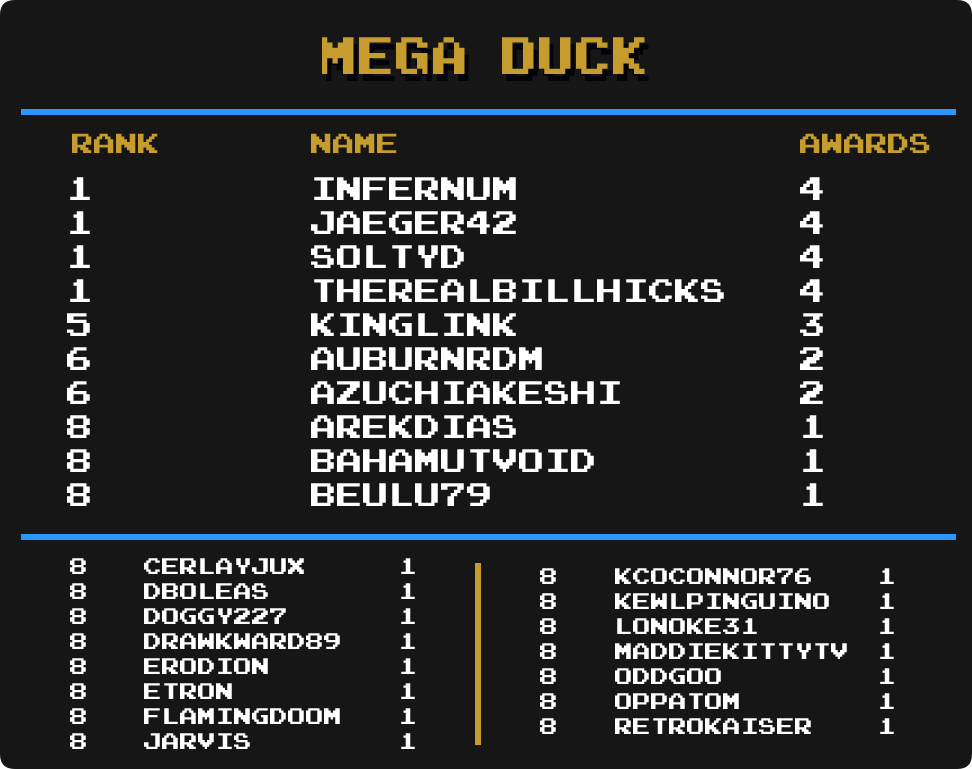 MEGA DUCK
RANK NAME AWARDS
1 INFERNUM 4
1 JAEGER42 4
1 SOLTYD 4
1 THEREALBILLHICKS 4
5 KINGLINK 3
6 AUBURNRDM 2
6 AZUCHIAKESHI 2
8 AREKDIAS 1
8 BAHAMUTVOID 1
8 BEULU79 1
8 CERLAYJUX 1
8 DBOLEAS 1
8 DOGGY227 1
8 DRAWKWARD89 1
8 ERODION 1
8 ETRON 1
8 FLAMINGDOOM 1
8 JARVIS 1
8 KCOCONNOR76 1
8 KEWLPINGUINO 1
8 LONOKE31 1
8 MADDIEKITTYTV 1
8 ODDGOO 1
8 OPPATOM 1
8 RETROKAISER 1